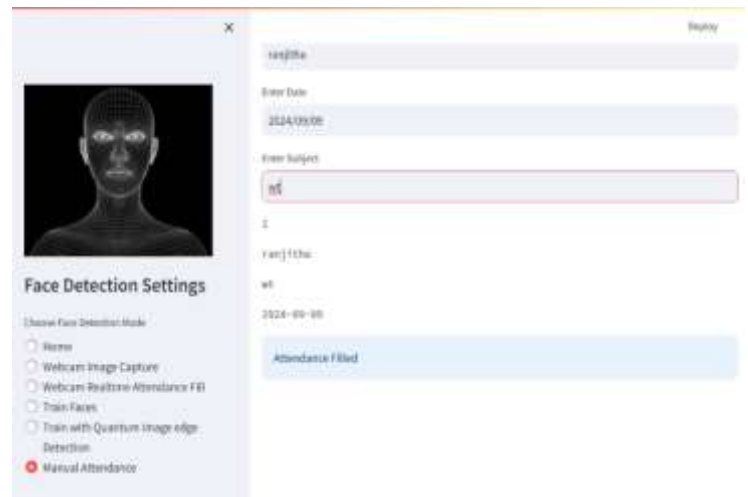 ×
Face Detection Settings
Choose Face Detection Mode
Home
Webcam Image Capture
Webcam Realtime Attendance Fill
Train Faces
Train with Quantum Image edge
Detection
Manual Attendance
Deploy
ranjitha
Enter Date
2024/09/09
Enter Subject
wt
ranjitha
wt
2024-09-09
Attendance Filled